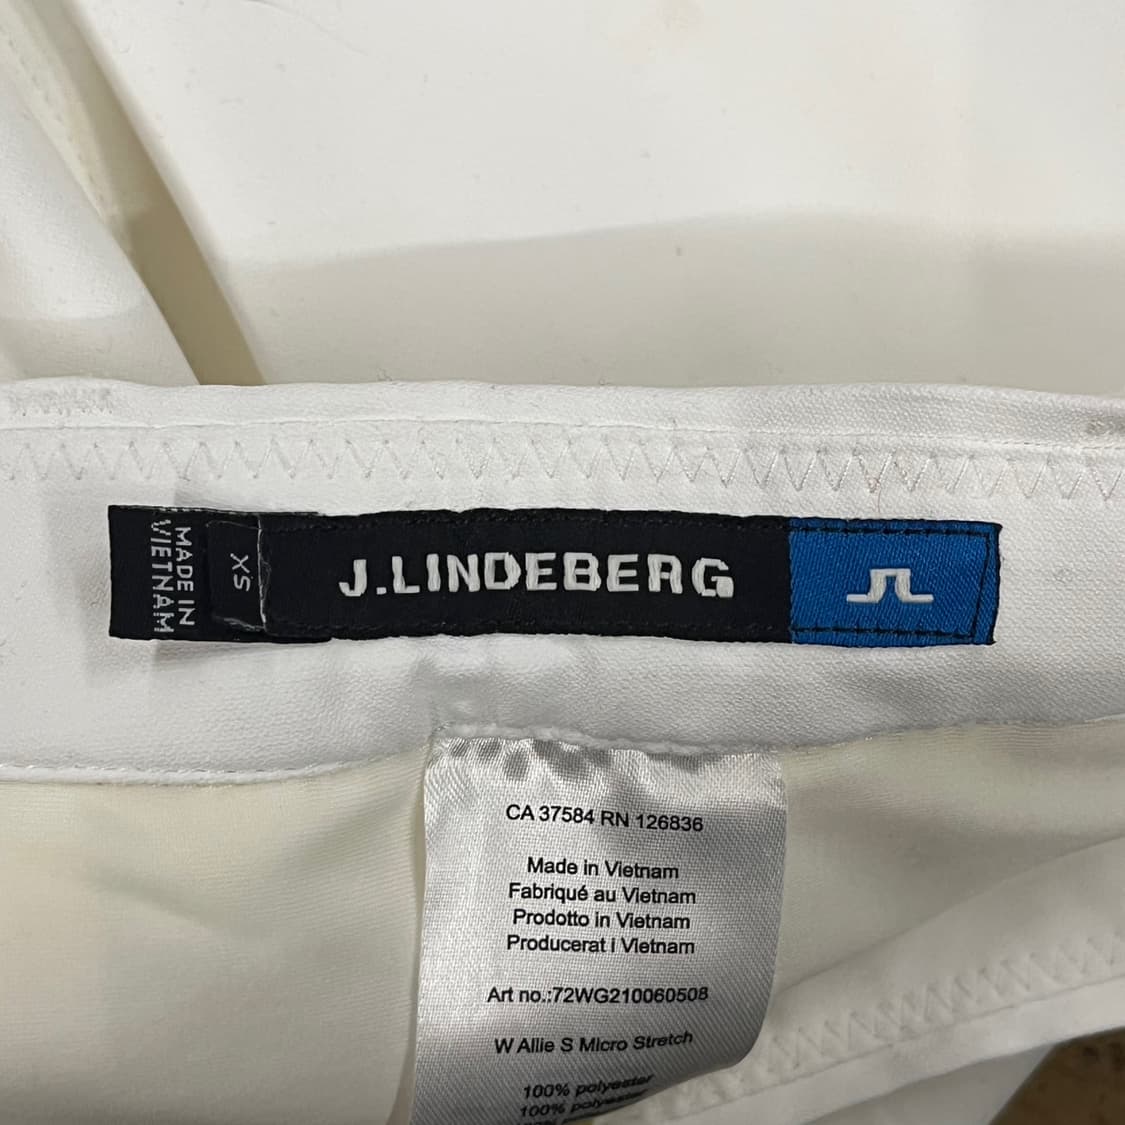 MADE IN
VIETNAM
XS
J.LINDEBERG
CA 37584 RN 126836
Made in Vietnam
Fabriqué au Vietnam
Prodotto in Vietnam
Producerat i Vietnam
Art no.:72WG210060508
W Allie S Micro Stretch
100% polyester
100% polyester